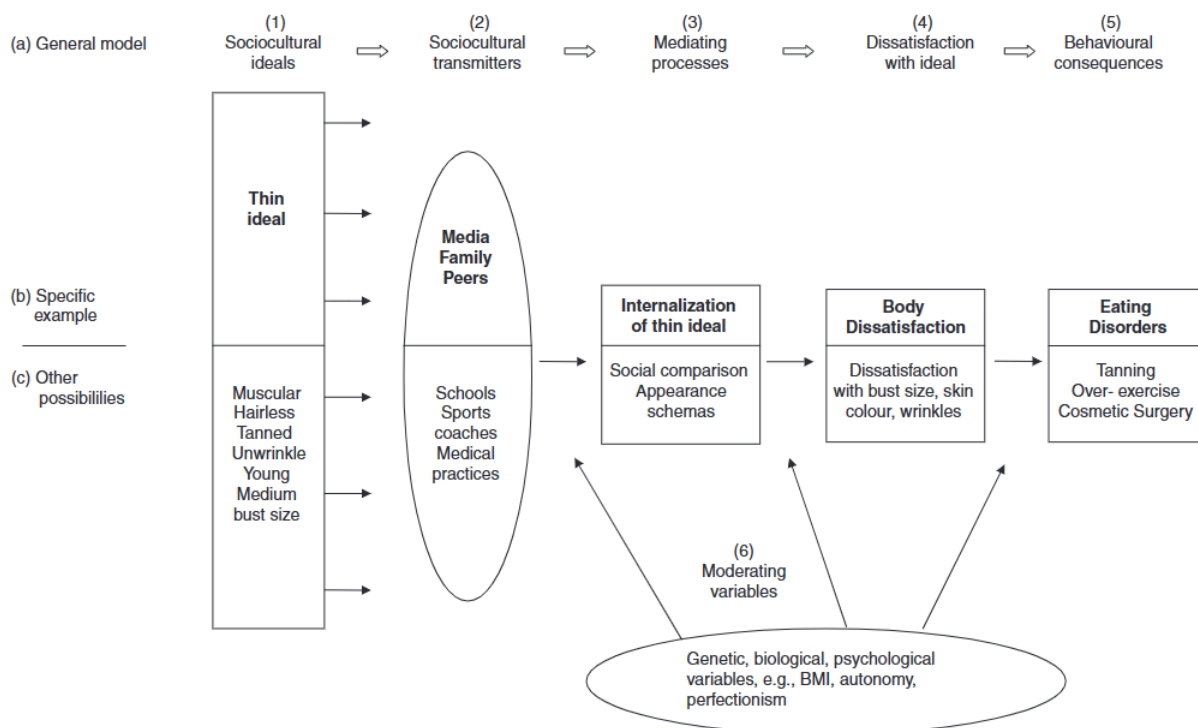 (a) General model
(1)
Sociocultural
ideals
(2)
Sociocultural
transmitters
(3)
Mediating
processes
(4)
Dissatisfaction
with ideal
(5)
Behavioural
consequences
(b) Specific
example
Thin
ideal
Media
Family
Peers
Internalization
of thin ideal
Body
Dissatisfaction
Eating
Disorders
(c) Other
possibililies
Muscular
Hairless
Tanned
Unwrinkle
Young
Medium
bust size
Schools
Sports
coaches
Medical
practices
Social comparison
Appearance
schemas
Dissatisfaction
with bust size, skin
colour, wrinkles
Tanning
Over- exercise
Cosmetic Surgery
(6)
Moderating
variables
Genetic, biological, psychological
variables, e.g., BMI, autonomy,
perfectionism